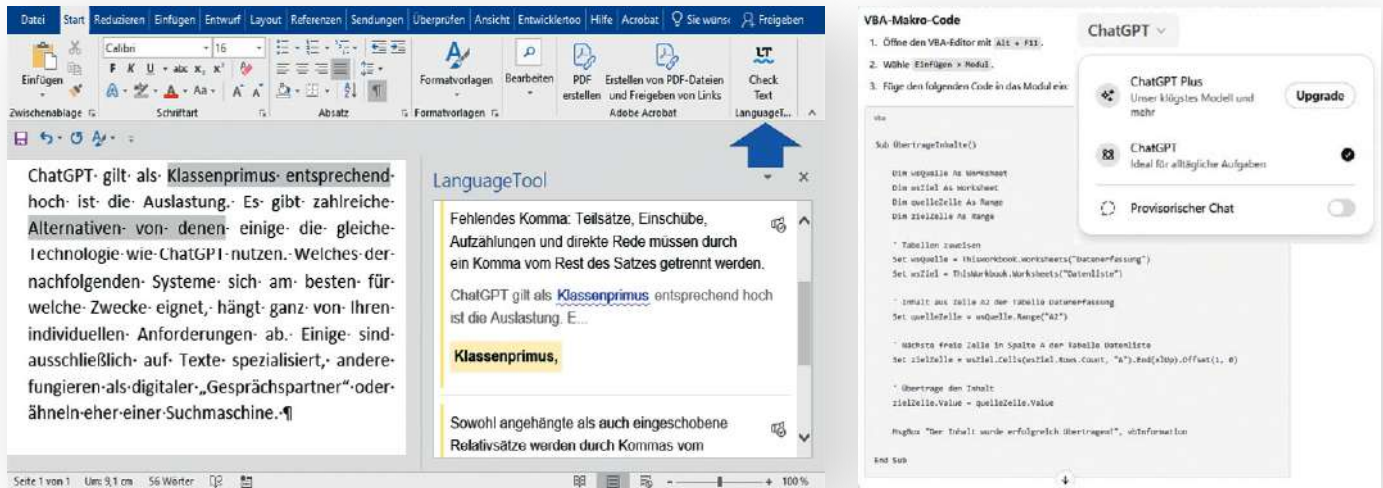 Datei Start Reduzieren Einfügen Entwurf Layout Referenzen Sendungen Überprüfen Ansicht Entwicklertoo Hilfe Acrobat Sie wünsc Freigeben
Calibri 16
F K U abc x₂ x²
Aa A A
Einfügen
Formatvorlagen Bearbeiten PDF erstellen Erstellen von PDF-Dateien und Freigeben von Links Check Text
Zwischenablage Schriftart Absatz Formatvorlagen Adobe Acrobat LanguageT...
ChatGPT gilt als Klassenprimus entsprechend
hoch ist die Auslastung. Es gibt zahlreiche
Alternativen von denen einige die gleiche
Technologie wie ChatGPT nutzen. Welches der
nachfolgenden Systeme sich am besten für
welche Zwecke eignet, hängt ganz von Ihren
individuellen Anforderungen ab. Einige sind
ausschließlich auf Texte spezialisiert, andere
fungieren als digitaler „Gesprächspartner“ oder
ähneln eher einer Suchmaschine. ¶
LanguageTool
Fehlendes Komma: Teilsätze, Einschübe,
Aufzählungen und direkte Rede müssen durch
ein Komma vom Rest des Satzes getrennt werden.
ChatGPT gilt als Klassenprimus entsprechend hoch
ist die Auslastung. E...
Klassenprimus,
Sowohl angehängte als auch eingeschobene
Relativsätze werden durch Kommas vom
Seite 1 von 1 Um: 9,1 cm 56 Wörter 100 %
VBA-Makro-Code
1. Öffne den VBA-Editor mit Alt + F11.
2. Wähle Einfügen > Modul.
3. Füge den folgenden Code in das Modul ein:
vba
Sub ÜbertrageInhalte()
Dim wsQuelle As Worksheet
Dim wsZiel As Worksheet
Dim quelleZelle As Range
Dim zielZelle As Range
' Tabellen zuweisen
Set wsQuelle = ThisWorkbook.Worksheets("Datenerfassung")
Set wsZiel = ThisWorkbook.Worksheets("Datenliste")
' Inhalt aus Zelle A2 der Tabelle Datenerfassung
Set quelleZelle = wsQuelle.Range("A2")
' Nächste freie Zelle in Spalte A der Tabelle Datenliste
Set zielZelle = wsZiel.Cells(wsZiel.Rows.Count, "A").End(xlUp).Offset(1, 0)
' Übertrage den Inhalt
zielZelle.Value = quelleZelle.Value
MsgBox "Der Inhalt wurde erfolgreich übertragen!", vbInformation
End Sub
ChatGPT
ChatGPT Plus
Unser klügstes Modell und
mehr
Upgrade
ChatGPT
Ideal für alltägliche Aufgaben
Provisorischer Chat